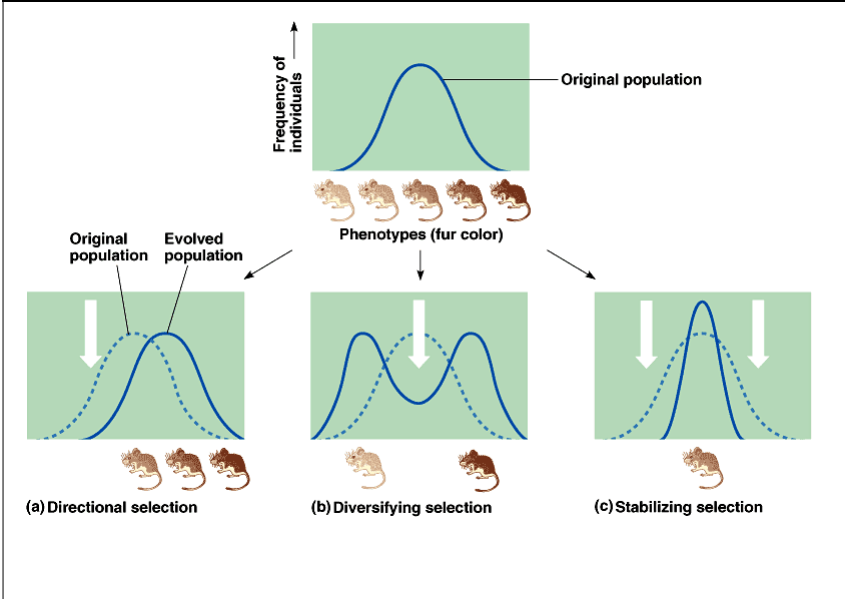 Frequency of
individuals
Original population
Phenotypes (fur color)
Original
population
Evolved
population
(a) Directional selection
(b) Diversifying selection
(c) Stabilizing selection